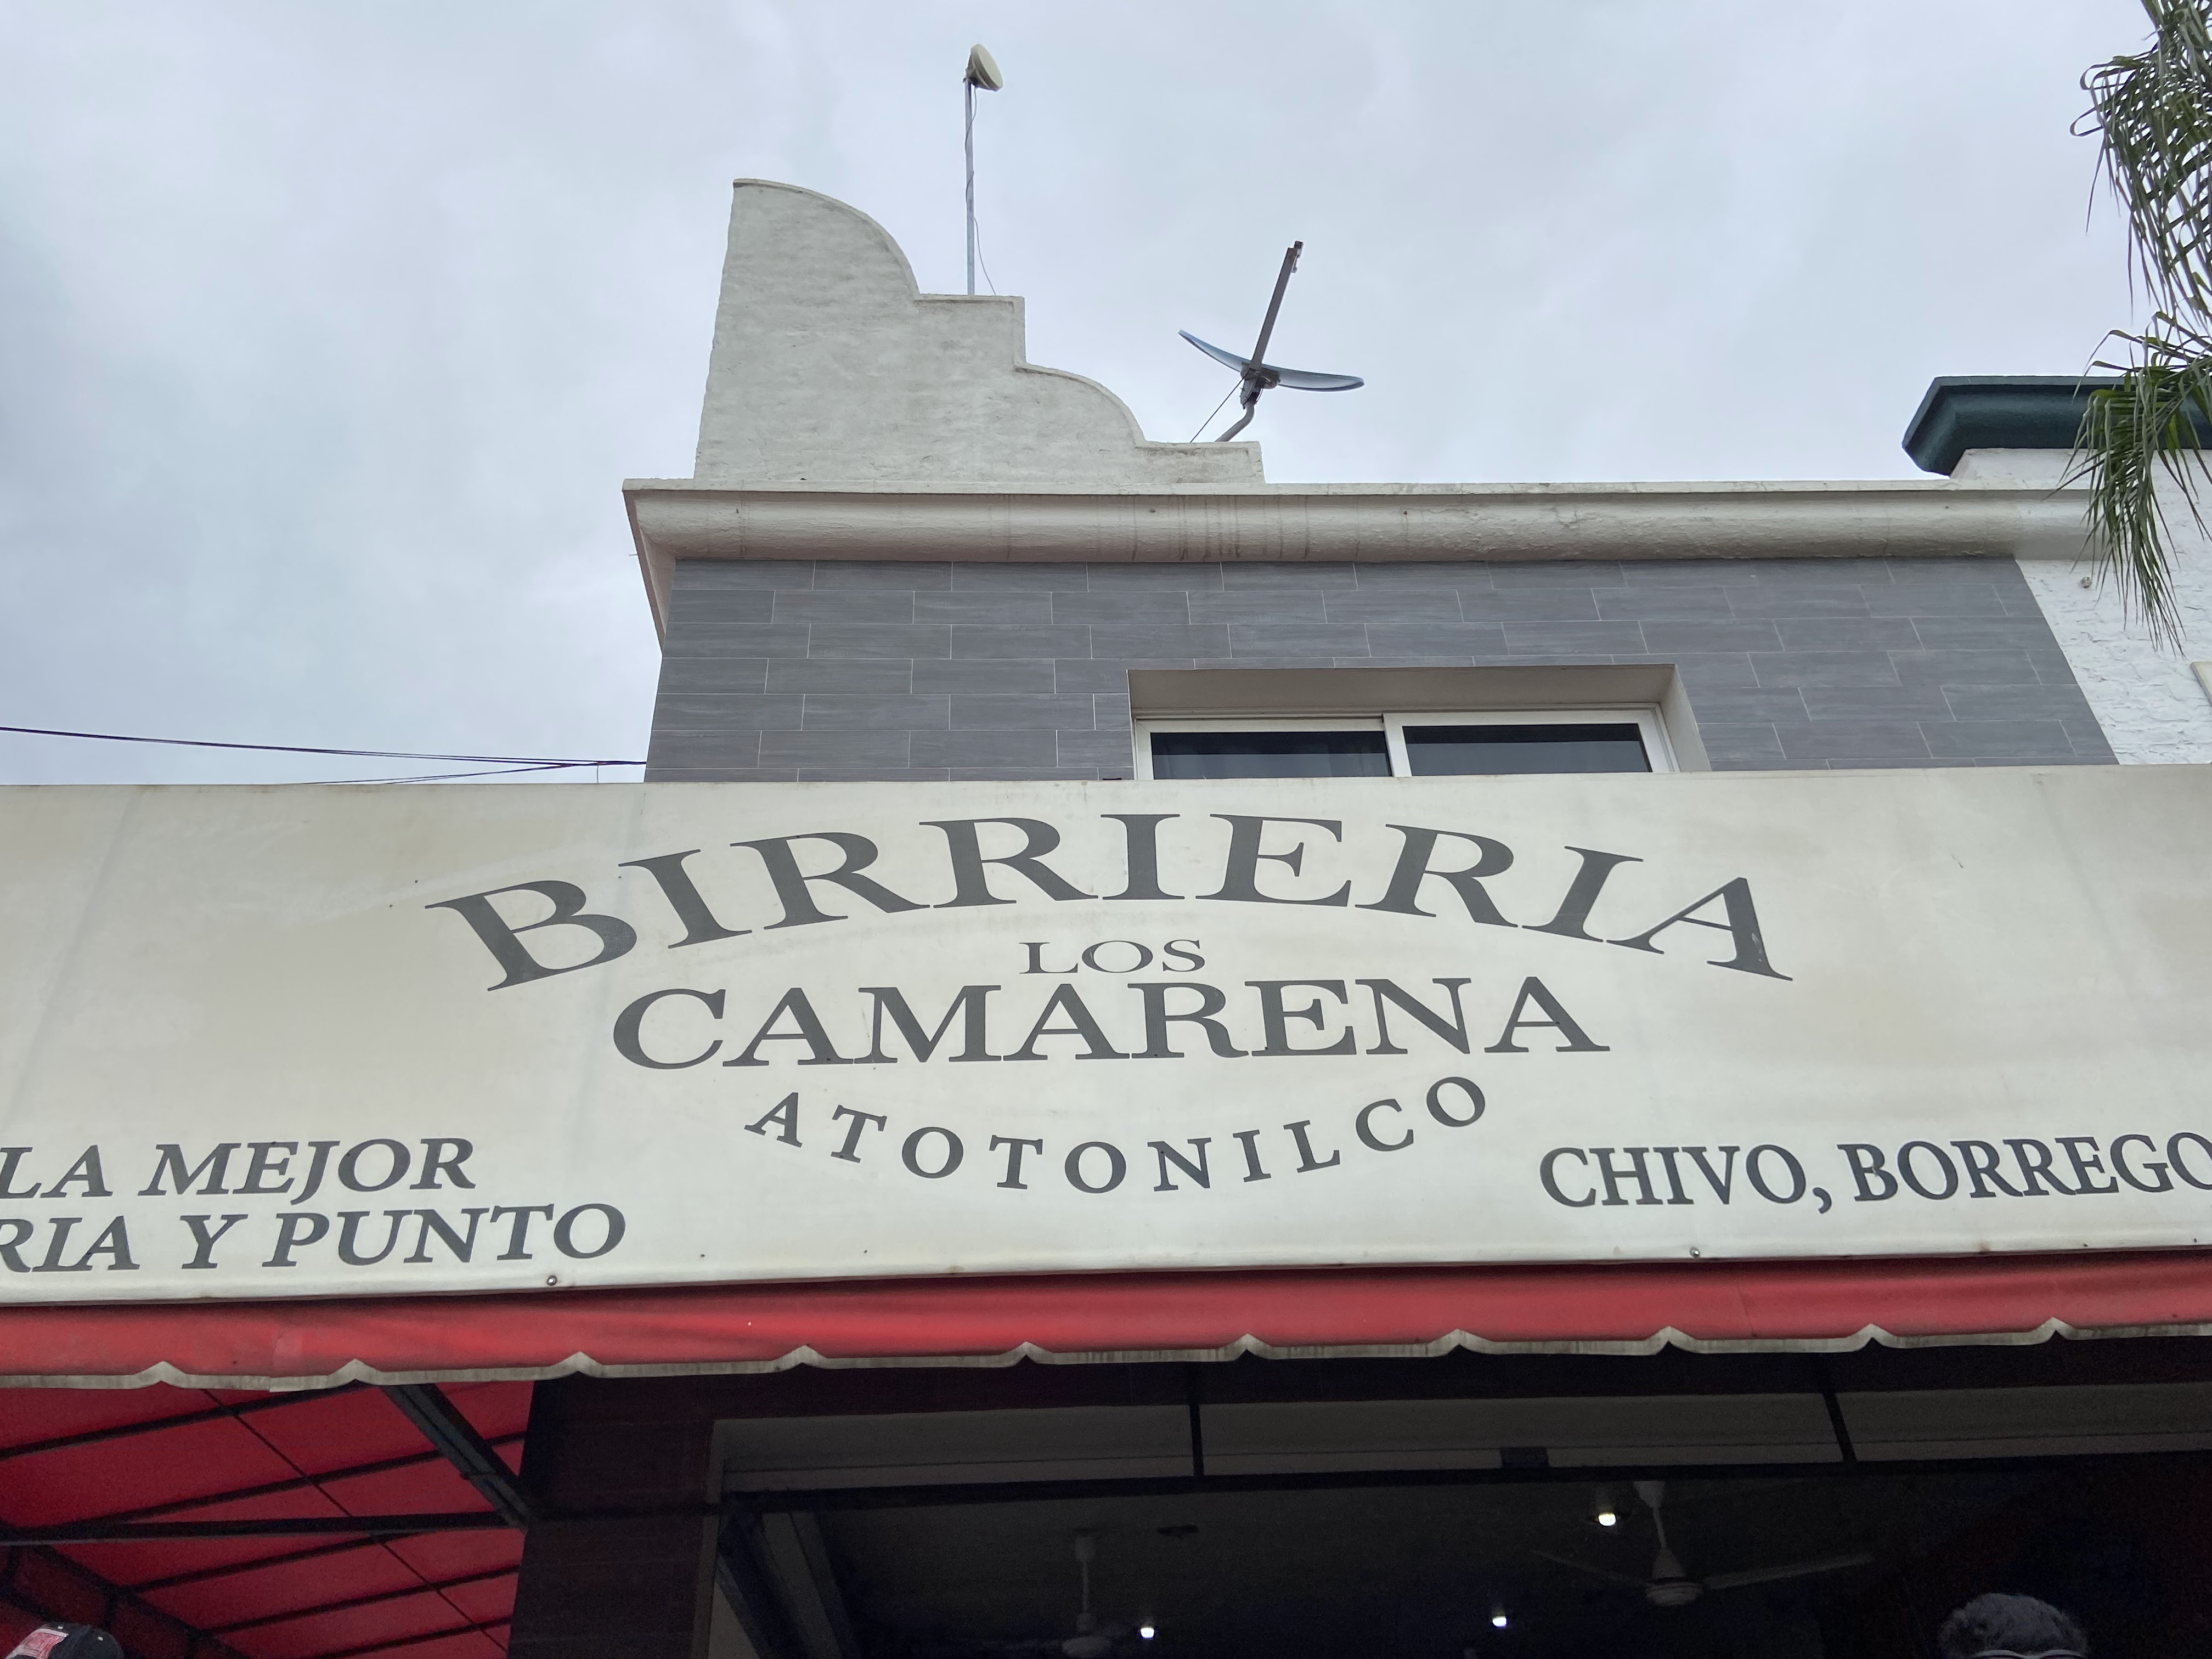 BIRRIERIA
LOS
CAMARENA
ATOTONILCO
LA MEJOR
RIA Y PUNTO
CHIVO, BORREGO